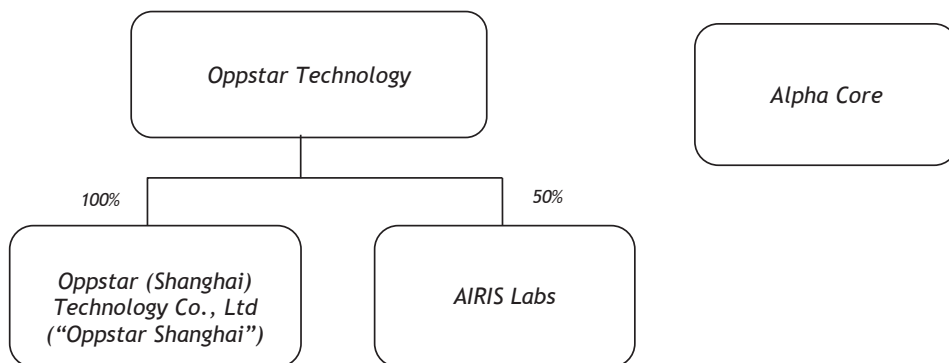 Oppstar Technology
Alpha Core
100%
50%
Oppstar (Shanghai)
Technology Co., Ltd
(“Oppstar Shanghai”)
AIRIS Labs